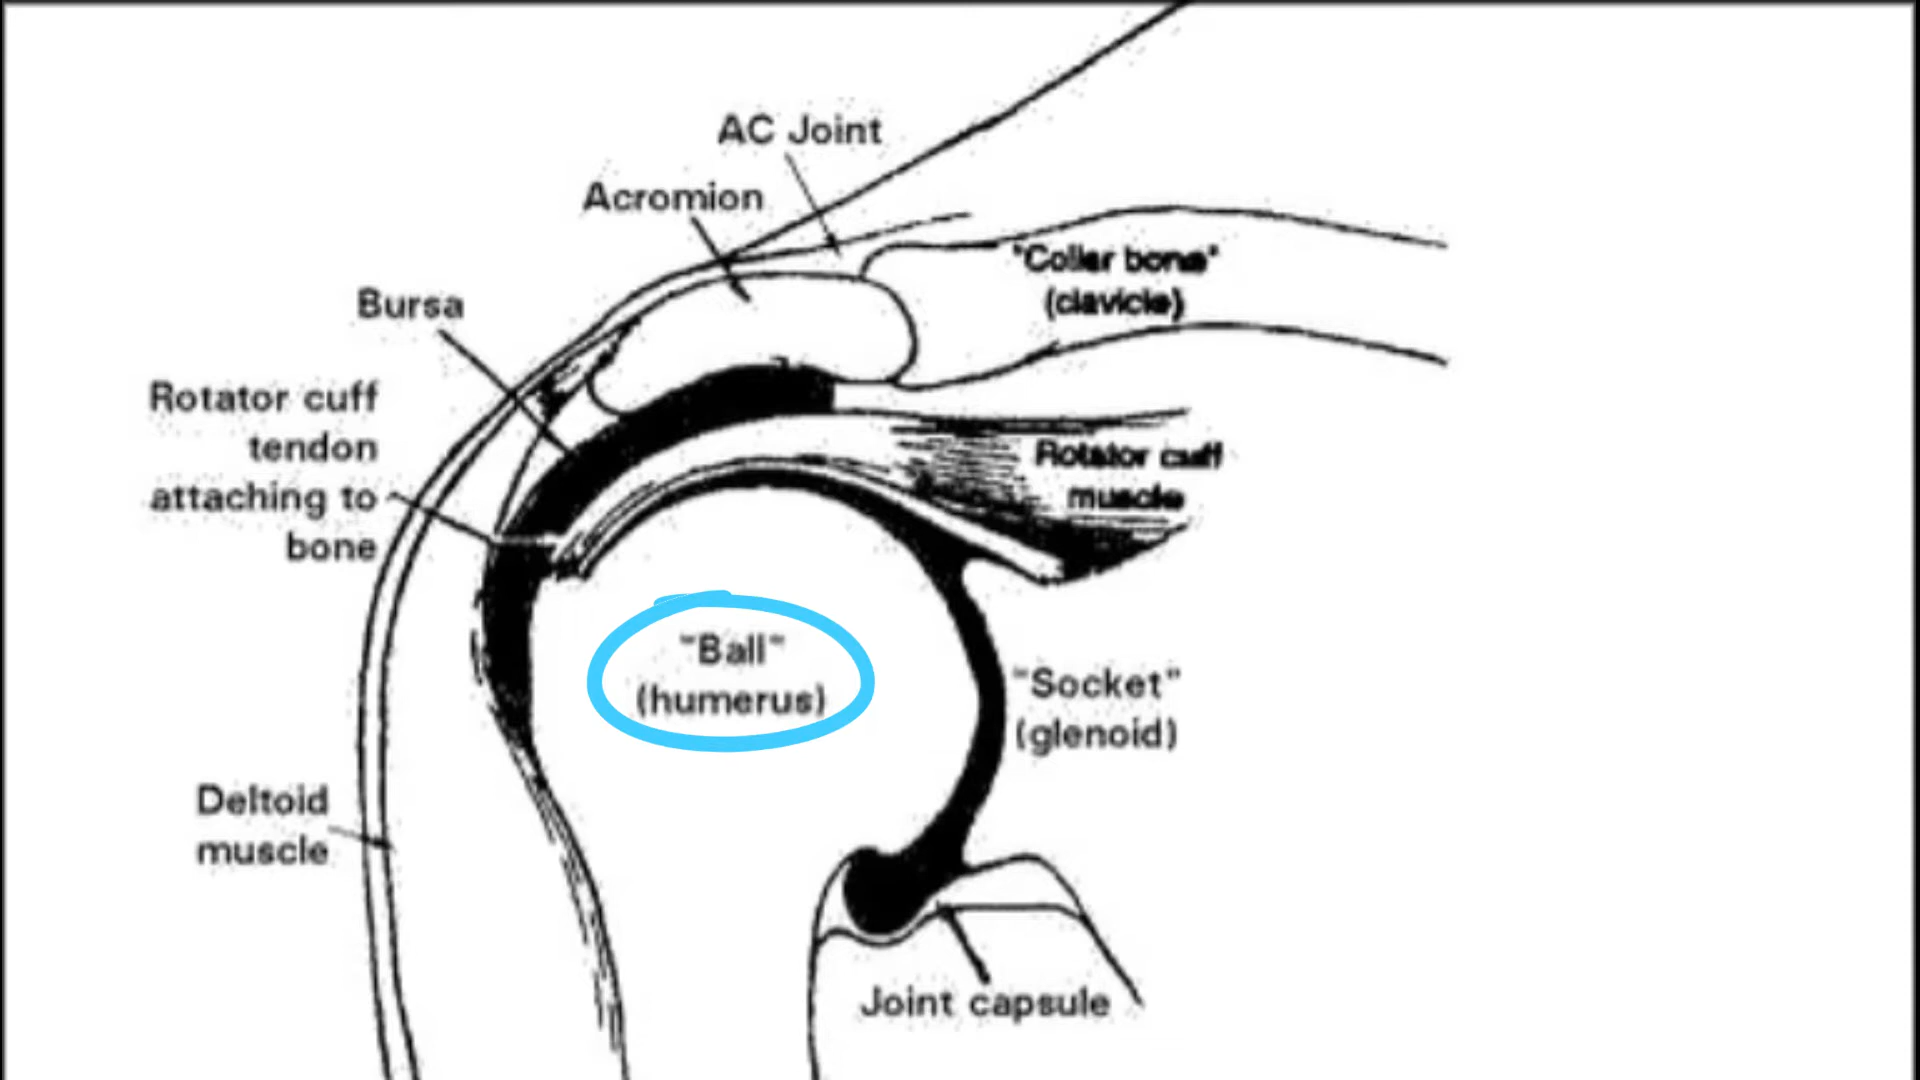 AC Joint
Acromion
"Collar bone"
(clavicle)
Bursa
Rotator cuff
tendon
attaching to
bone
Rotator cuff
muscle
"Ball"
(humerus)
"Socket"
(glenoid)
Deltoid
muscle
Joint capsule